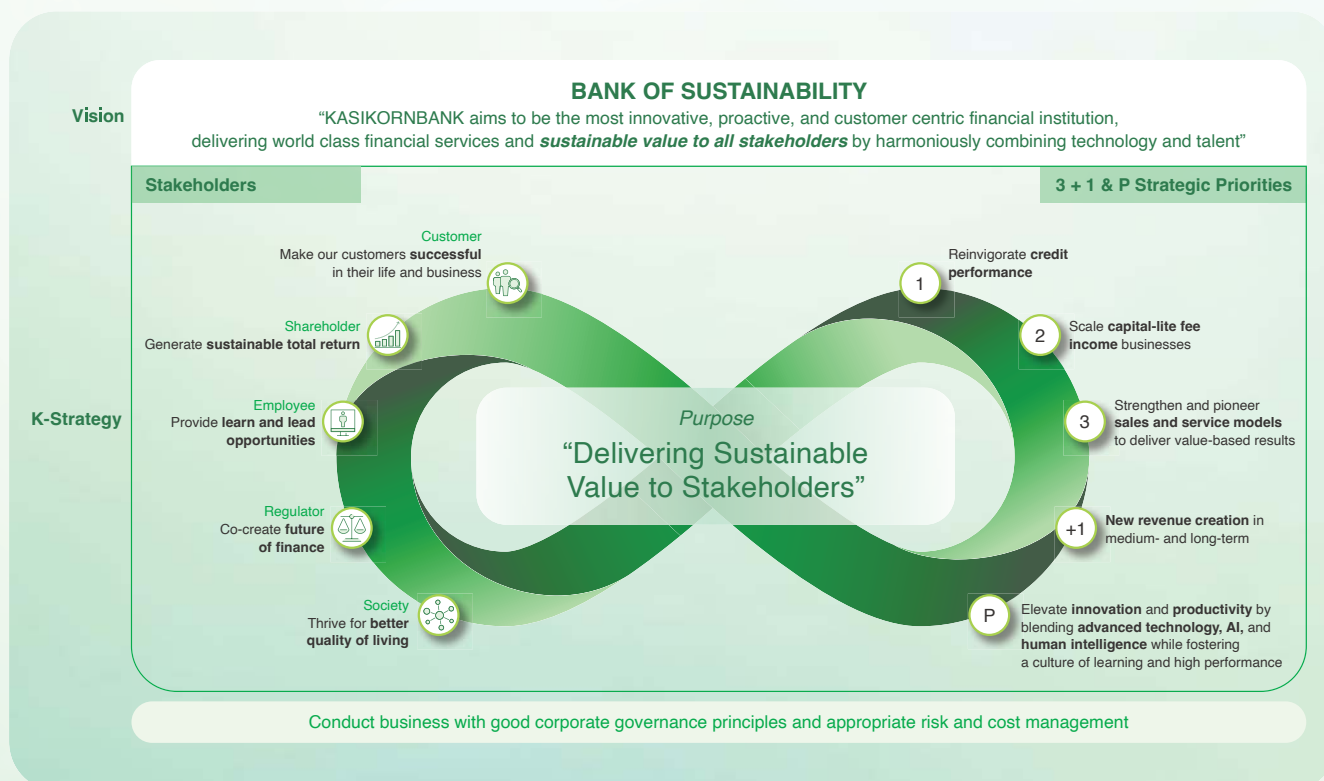 Vision
BANK OF SUSTAINABILITY
“KASIKORNBANK aims to be the most innovative, proactive, and customer centric financial institution,
delivering world class financial services and sustainable value to all stakeholders by harmoniously combining technology and talent”
Stakeholders
3 + 1 & P Strategic Priorities
K-Strategy
Customer
Make our customers successful
in their life and business
Shareholder
Generate sustainable total return
Employee
Provide learn and lead
opportunities
Regulator
Co-create future
of finance
Society
Thrive for better
quality of living
Purpose
“Delivering Sustainable
Value to Stakeholders”
1
Reinvigorate credit
performance
2
Scale capital-lite fee
income businesses
3
Strengthen and pioneer
sales and service models
to deliver value-based results
+1
New revenue creation in
medium- and long-term
P
Elevate innovation and productivity by
blending advanced technology, AI, and
human intelligence while fostering
a culture of learning and high performance
Conduct business with good corporate governance principles and appropriate risk and cost management